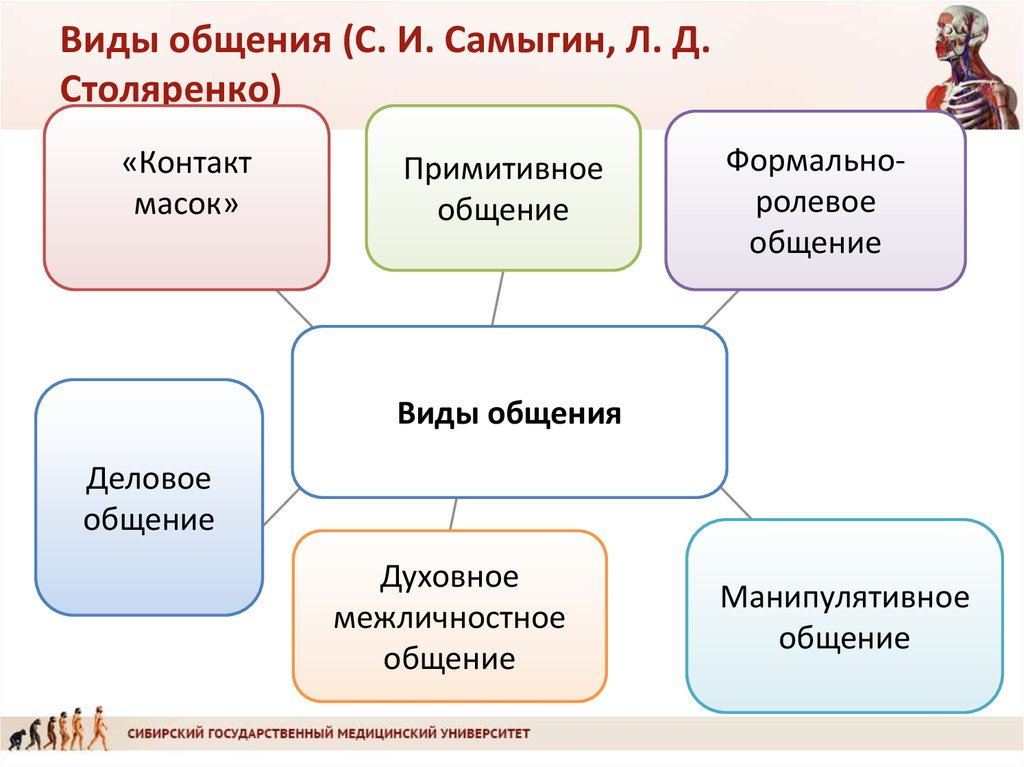 Виды общения (С. И. Самыгин, Л. Д.
Столяренко)
«Контакт
масок»
Примитивное
общение
Формально-
ролевое
общение
Виды общения
Деловое
общение
Духовное
межличностное
общение
Манипулятивное
общение
СИБИРСКИЙ ГОСУДАРСТВЕННЫЙ МЕДИЦИНСКИЙ УНИВЕРСИТЕТ